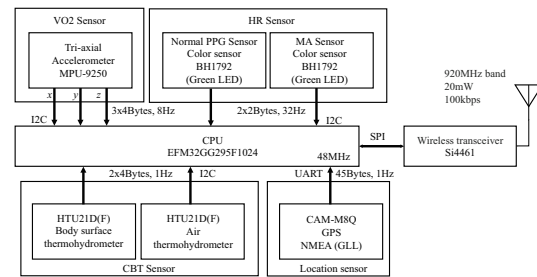 VO2 Sensor
Tri-axial
Accelerometer
MPU-9250
x y z
I2C
3x4Bytes, 8Hz
HR Sensor
Normal PPG Sensor
Color sensor
BH1792
(Green LED)
MA Sensor
Color sensor
BH1792
(Green LED)
2x2Bytes, 32Hz
I2C
920MHz band
20mW
100kbps
CPU
EFM32GG295F1024
48MHz
SPI
Wireless transceiver
Si4461
2x4Bytes, 1Hz
I2C
UART
45Bytes, 1Hz
HTU21D(F)
Body surface
thermohydrometer
HTU21D(F)
Air
thermohydrometer
CBT Sensor
CAM-M8Q
GPS
NMEA (GLL)
Location sensor